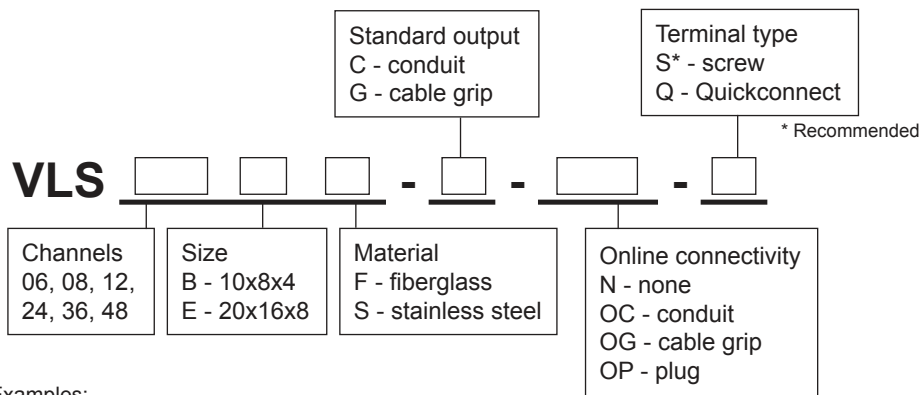 Standard output
C - conduit
G - cable grip
Terminal type
S* - screw
Q - Quickconnect
* Recommended
VLS - - -
Channels
06, 08, 12,
24, 36, 48
Size
B - 10x8x4
E - 20x16x8
Material
F - fiberglass
S - stainless steel
Online connectivity
N - none
OC - conduit
OG - cable grip
OP - plug
Examples: